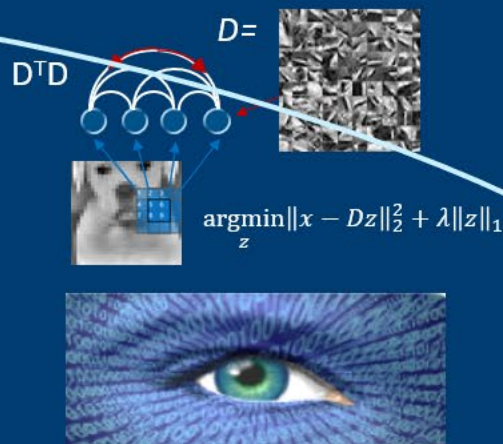 D=
DᵀD
argmin‖x − Dz‖₂² + λ‖z‖₁
z